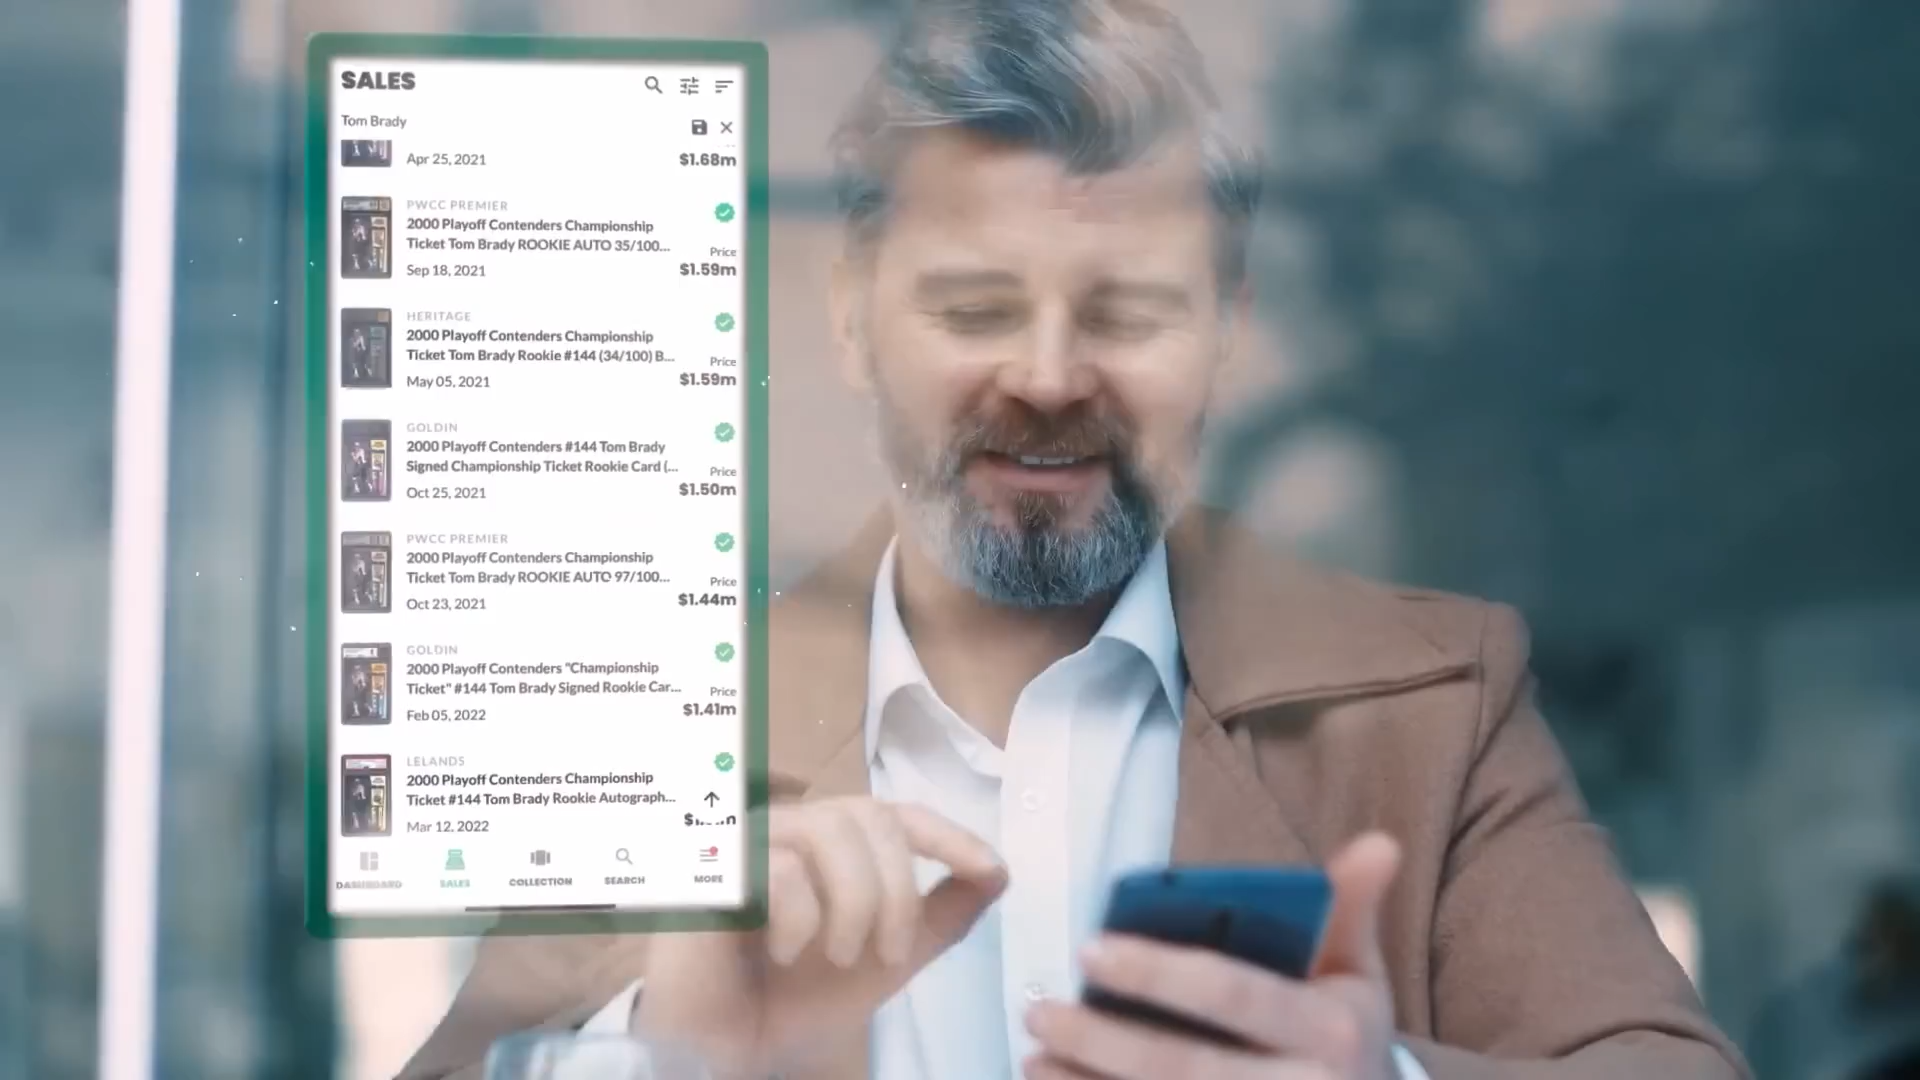 SALES
Tom Brady
Apr 25, 2021
$1.68m
PWCC PREMIER
2000 Playoff Contenders Championship
Ticket Tom Brady ROOKIE AUTO 35/100...
Price
Sep 18, 2021
$1.59m
HERITAGE
2000 Playoff Contenders Championship
Ticket Tom Brady Rookie #144 (34/100) B...
Price
May 05, 2021
$1.59m
GOLDIN
2000 Playoff Contenders #144 Tom Brady
Signed Championship Ticket Rookie Card (...
Price
Oct 25, 2021
$1.50m
PWCC PREMIER
2000 Playoff Contenders Championship
Ticket Tom Brady ROOKIE AUTO 97/100...
Price
Oct 23, 2021
$1.44m
GOLDIN
2000 Playoff Contenders "Championship
Ticket" #144 Tom Brady Signed Rookie Car...
Price
Feb 05, 2022
$1.41m
LELANDS
2000 Playoff Contenders Championship
Ticket #144 Tom Brady Rookie Autograph...
Mar 12, 2022
DASHBOARD
SALES
COLLECTION
SEARCH
MORE